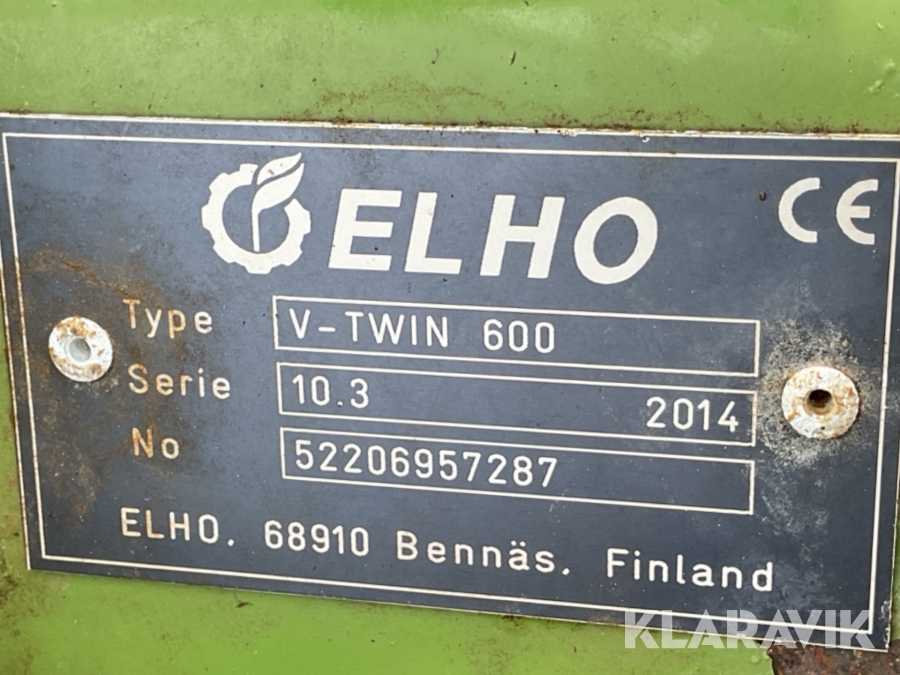 ELHO CE
Type V-TWIN 600
Serie 10.3 2014
No 52206957287
ELHO. 68910 Bennäs. Finland
KLARAVIK